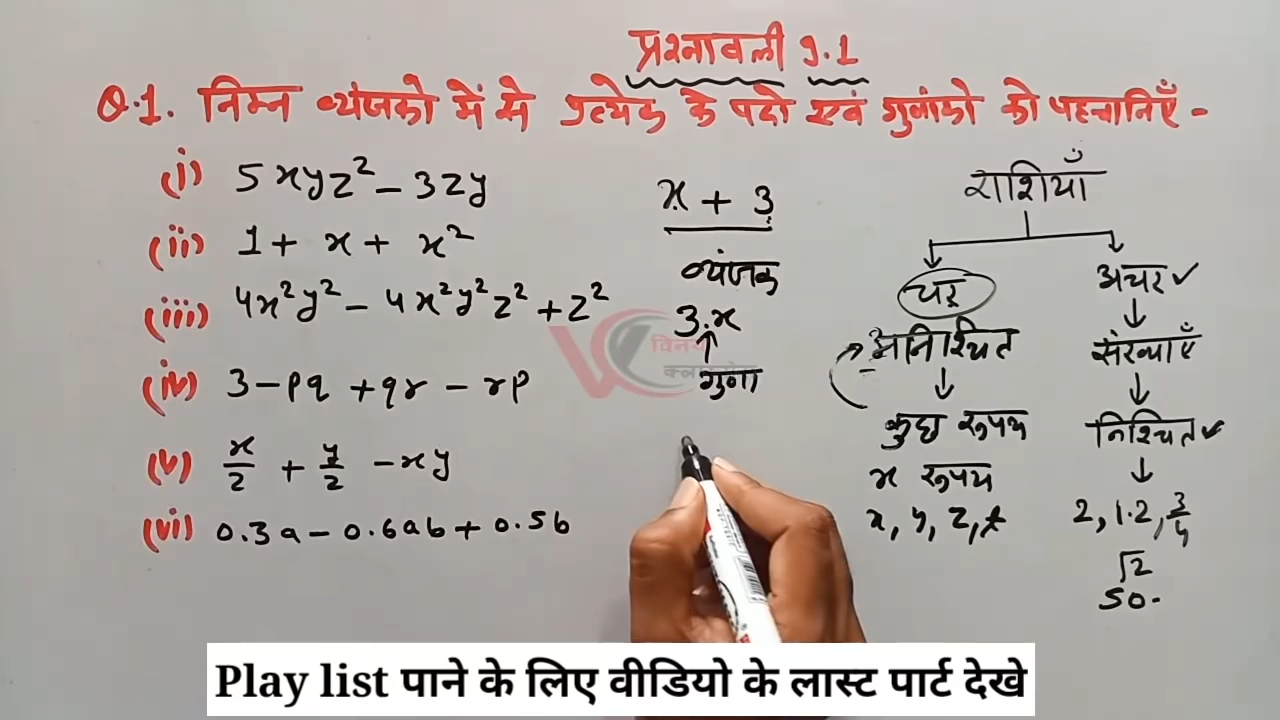 प्रश्नावली 9.1
Q.1. निम्न व्यंजको में से प्रत्येक के पदो एवं गुणांको को पहचानिएँ -
(i) 5xyz² - 3zy
(ii) 1 + x + x²
(iii) 4x²y² - 4x²y²z² + z²
(iv) 3 - pq + qr - rp
(v) x/2 + y/2 - xy
(vi) 0.3a - 0.6ab + 0.5b
x + 3
व्यंजक
3.x
↑
गुणा
विनय
राशियाँ
चर
अनिश्चित
↓
कुछ रूपय
x रूपय
x, y, z, t
अचर ✓
↓
संख्याएँ
↓
निश्चित ✓
↓
2, 1.2, 3/4
√2
50.
Play list पाने के लिए वीडियो के लास्ट पार्ट देखे